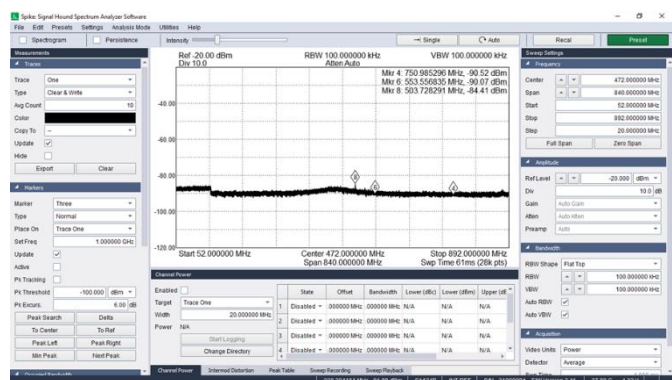 Spike: Signal Hound Spectrum Analyzer Software
File Edit Presets Settings Analysis Mode Utilities Help
Spectrogram Persistence Intensity Single Auto Recal Preset
Measurements
Traces
Trace One
Type Clear & Write
Avg Count 10
Color
Copy To --
Update
Hide
Export Clear
Markers
Marker Three
Type Normal
Place On Trace One
Set Freq 1.000000 GHz
Update
Active
Pk Tracking
Pk Threshold -100.000 dBm
Pk Excurs. 6.00 dB
Peak Search Delta
To Center To Ref
Peak Left Peak Right
Min Peak Next Peak
Occupied Bandwidth
Ref -20.00 dBm RBW 100.000000 kHz VBW 100.000000 kHz
Div 10.0 Atten Auto
Mkr 4: 750.985296 MHz, -90.52 dBm
Mkr 6: 553.556835 MHz, -90.07 dBm
Mkr 8: 503.728291 MHz, -84.41 dBm
-40.00
-60.00
-80.00
-100.00
-120.00
8 6 4
Start 52.000000 MHz Center 472.000000 MHz Stop 892.000000 MHz
Span 840.000000 MHz Swp Time 61ms (28k pts)
Channel Power
Enabled
Target Trace One
Width 20.000000 MHz
Power N/A
Start Logging
Change Directory
State Offset Bandwidth Lower (dBc) Lower (dBm) Upper (dB
1 Disabled .000000 MHz .000000 MHz N/A N/A N/A
2 Disabled .000000 MHz .000000 MHz N/A N/A N/A
3 Disabled .000000 MHz .000000 MHz N/A N/A N/A
4 Disabled .000000 MHz .000000 MHz N/A N/A N/A
Channel Power Intermod Distortion Peak Table Sweep Recording Sweep Playback
Sweep Settings
Frequency
Center 472.000000 MHz
Span 840.000000 MHz
Start 52.000000 MHz
Stop 892.000000 MHz
Step 20.000000 MHz
Full Span Zero Span
Amplitude
Ref Level -20.000 dBm
Div 10.0 dB
Gain Auto Gain
Atten Auto Atten
Preamp Auto
Bandwidth
RBW Shape Flat Top
RBW 100.000000 kHz
VBW 100.000000 kHz
Auto RBW
Auto VBW
Acquisition
Video Units Power
Detector Average